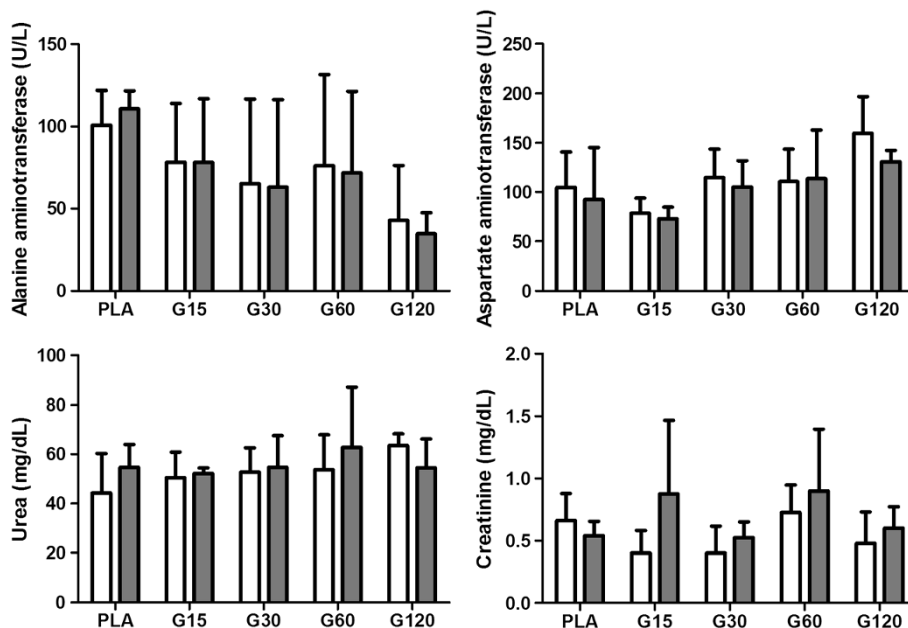 Alanine aminotransferase (U/L)
150
100
50
0
PLA G15 G30 G60 G120
Aspartate aminotransferase (U/L)
250
200
150
100
50
0
PLA G15 G30 G60 G120
Urea (mg/dL)
100
80
60
40
20
0
PLA G15 G30 G60 G120
Creatinine (mg/dL)
2.0
1.5
1.0
0.5
0.0
PLA G15 G30 G60 G120